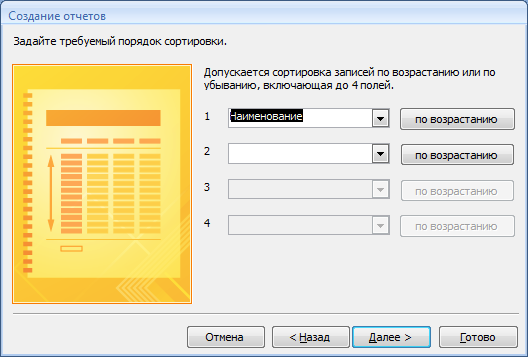 Создание отчетов
Задайте требуемый порядок сортировки.
Допускается сортировка записей по возрастанию или по
убыванию, включающая до 4 полей.
1 Наименование по возрастанию
2 по возрастанию
3 по возрастанию
4 по возрастанию
Отмена < Назад Далее > Готово